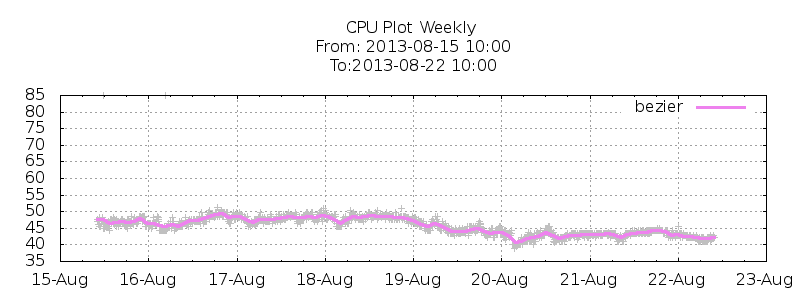 CPU Plot Weekly
From: 2013-08-15 10:00
To:2013-08-22 10:00
bezier
85
80
75
70
65
60
55
50
45
40
35
15-Aug 16-Aug 17-Aug 18-Aug 19-Aug 20-Aug 21-Aug 22-Aug 23-Aug